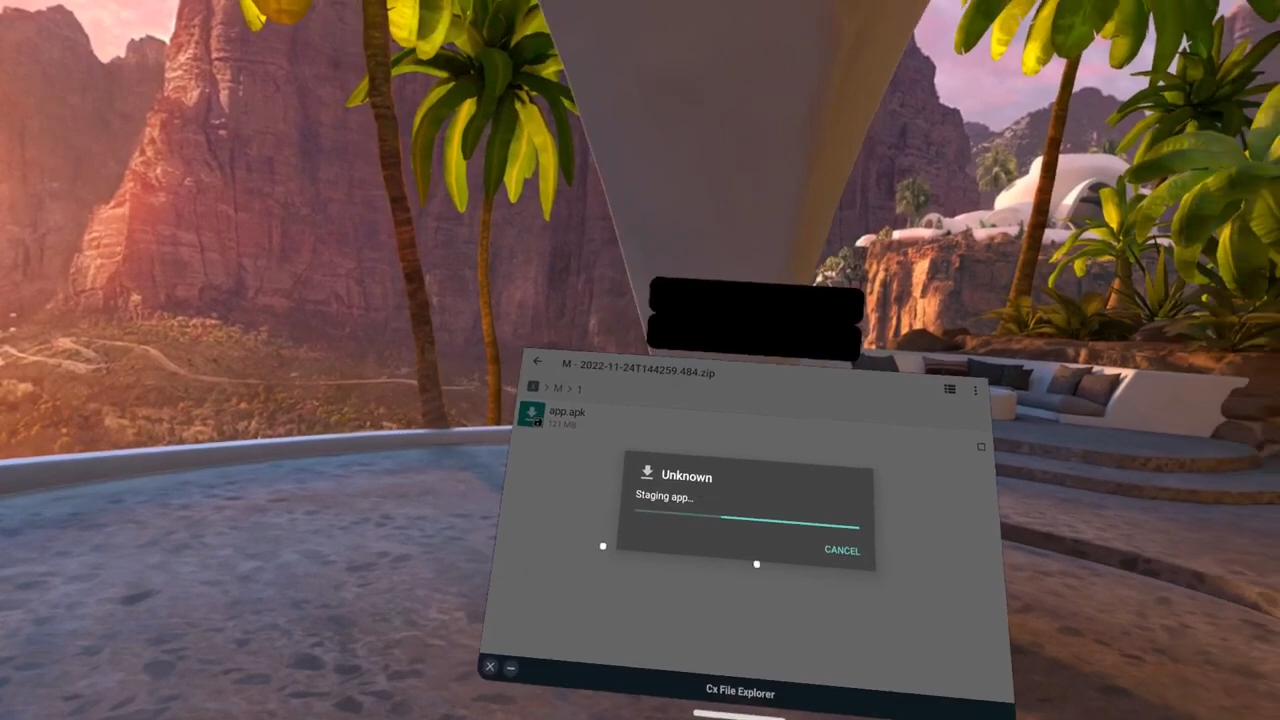 M - 2022-11-24T144259.484.zip
> M > 1
app.apk
121 MB
Unknown
Staging app...
CANCEL
Cx File Explorer